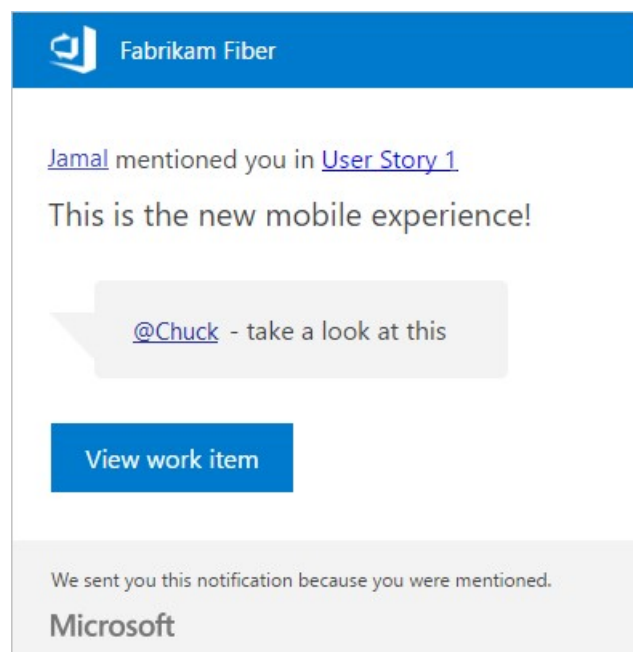 Fabrikam Fiber
Jamal mentioned you in User Story 1
This is the new mobile experience!
@Chuck - take a look at this
View work item
We sent you this notification because you were mentioned.
Microsoft